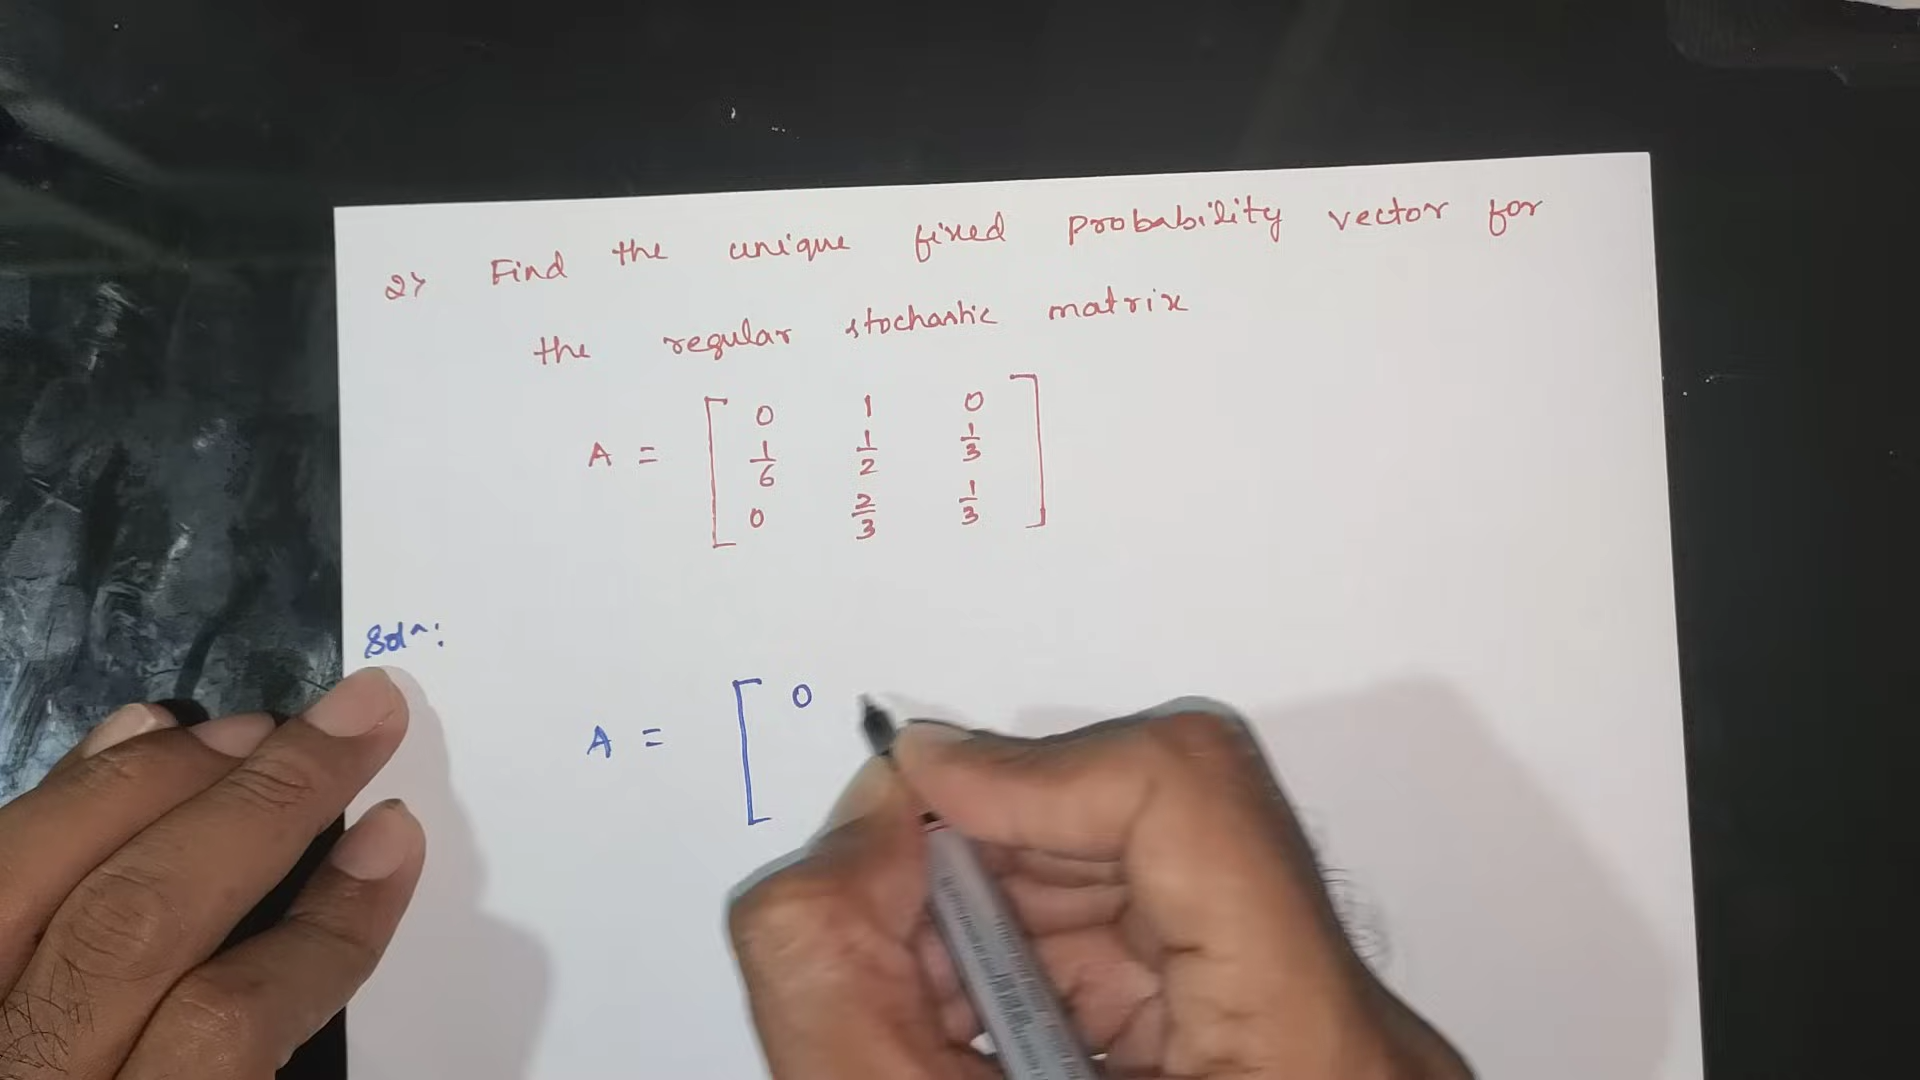 2> Find the unique fixed probability vector for
the regular stochastic matrix
A = [ 0 1 0
1/6 1/2 1/3
0 2/3 1/3 ]
Solⁿ:
A = [ 0